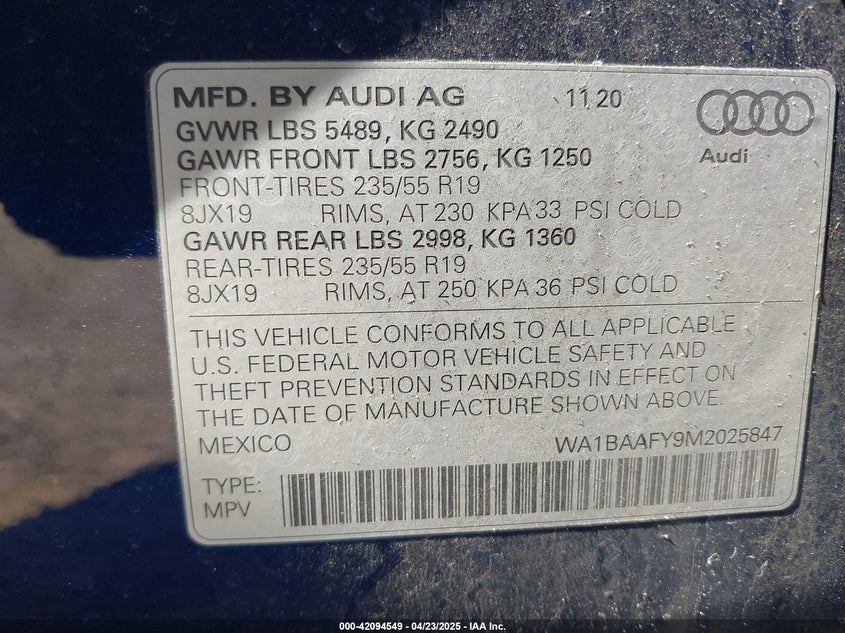 MFD. BY AUDI AG 11 20
GVWR LBS 5489, KG 2490
GAWR FRONT LBS 2756, KG 1250
Audi
FRONT-TIRES 235/55 R19
8JX19 RIMS, AT 230 KPA 33 PSI COLD
GAWR REAR LBS 2998, KG 1360
REAR-TIRES 235/55 R19
8JX19 RIMS, AT 250 KPA 36 PSI COLD
THIS VEHICLE CONFORMS TO ALL APPLICABLE
U.S. FEDERAL MOTOR VEHICLE SAFETY AND
THEFT PREVENTION STANDARDS IN EFFECT ON
THE DATE OF MANUFACTURE SHOWN ABOVE.
MEXICO WA1BAAFY9M2025847
TYPE:
MPV
000-42094549 - 04/23/2025 - IAA Inc.